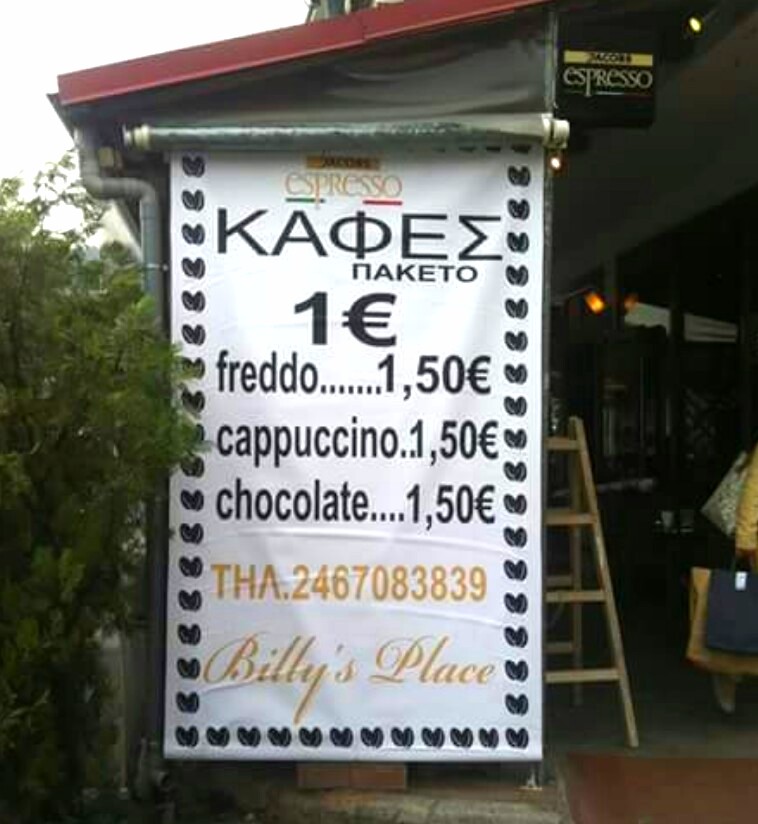 JACOBS
espresso
JACOBS
espresso
ΚΑΦΕΣ
ΠΑΚΕΤΟ
1€
freddo.......1,50€
cappuccino..1,50€
chocolate....1,50€
ΤΗΛ.2467083839
Billy's Place